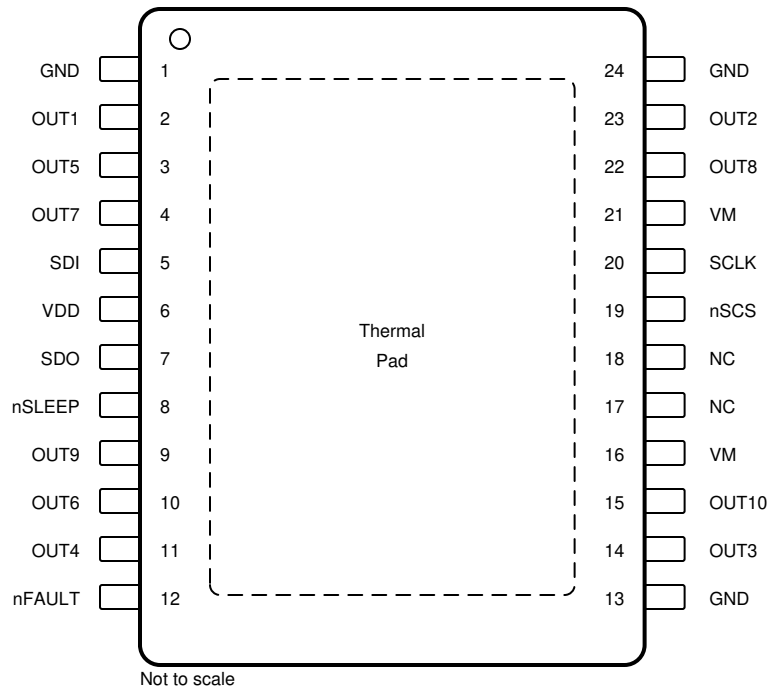 GND 1 24 GND
OUT1 2 23 OUT2
OUT5 3 22 OUT8
OUT7 4 21 VM
SDI 5 20 SCLK
VDD 6 19 nSCS
Thermal
Pad
SDO 7 18 NC
nSLEEP 8 17 NC
OUT9 9 16 VM
OUT6 10 15 OUT10
OUT4 11 14 OUT3
nFAULT 12 13 GND
Not to scale